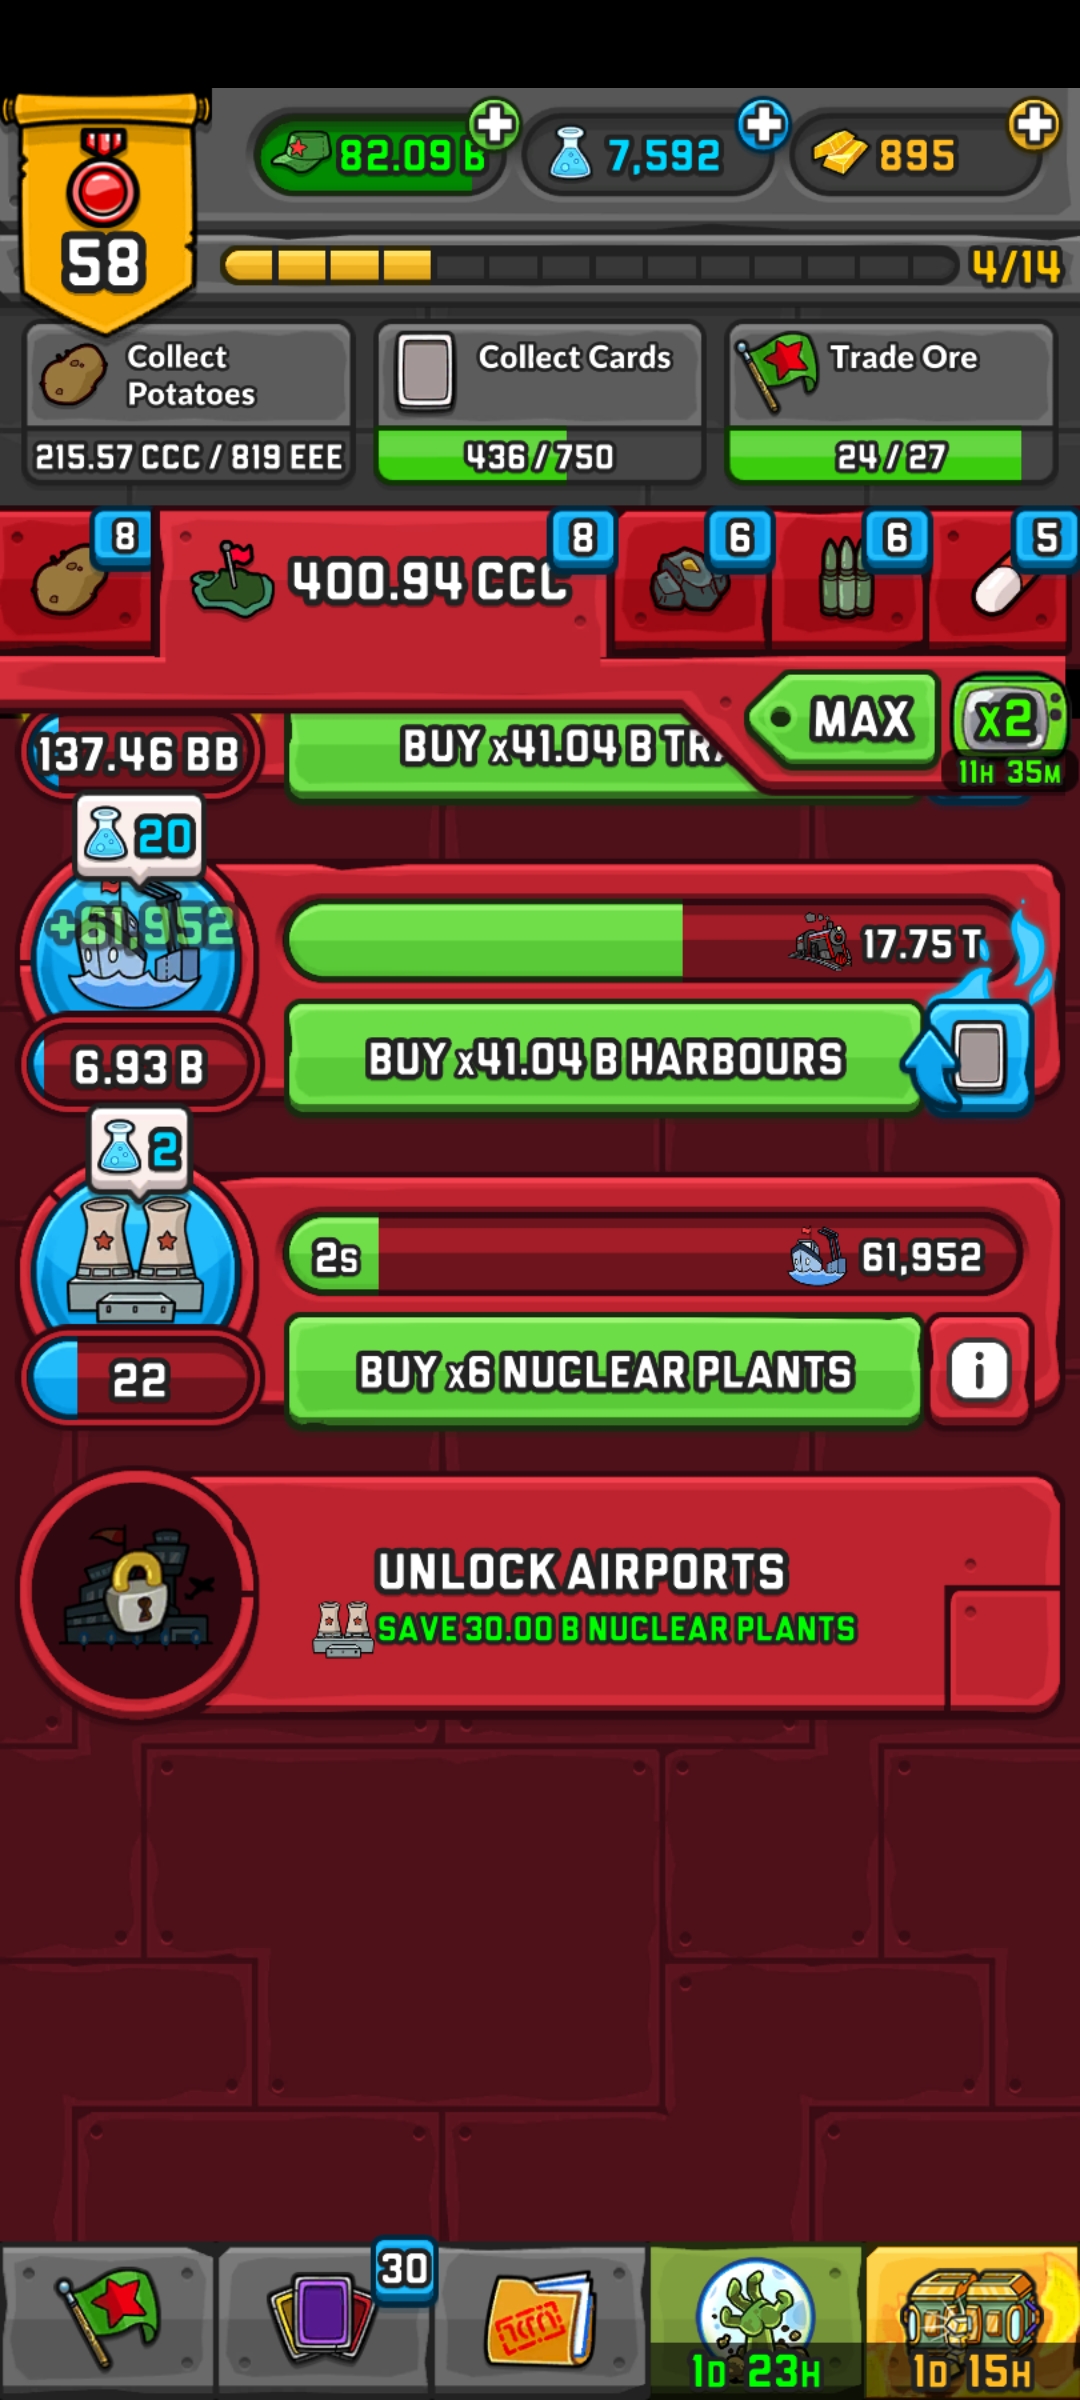 58
82.09 B
7,592
895
4/14
Collect
Potatoes
215.57 CCC / 819 EEE
Collect Cards
436 / 750
Trade Ore
24 / 27
8
400.94 CCC
8
6
6
5
MAX
x2
11H 35M
137.46 BB
BUY x41.04 B
20
+61,952
17.75 T
6.93 B
BUY x41.04 B HARBOURS
2
2s
61,952
22
BUY x6 NUCLEAR PLANTS
i
UNLOCK AIRPORTS
SAVE 30.00 B NUCLEAR PLANTS
30
1D 23H
1D 15H